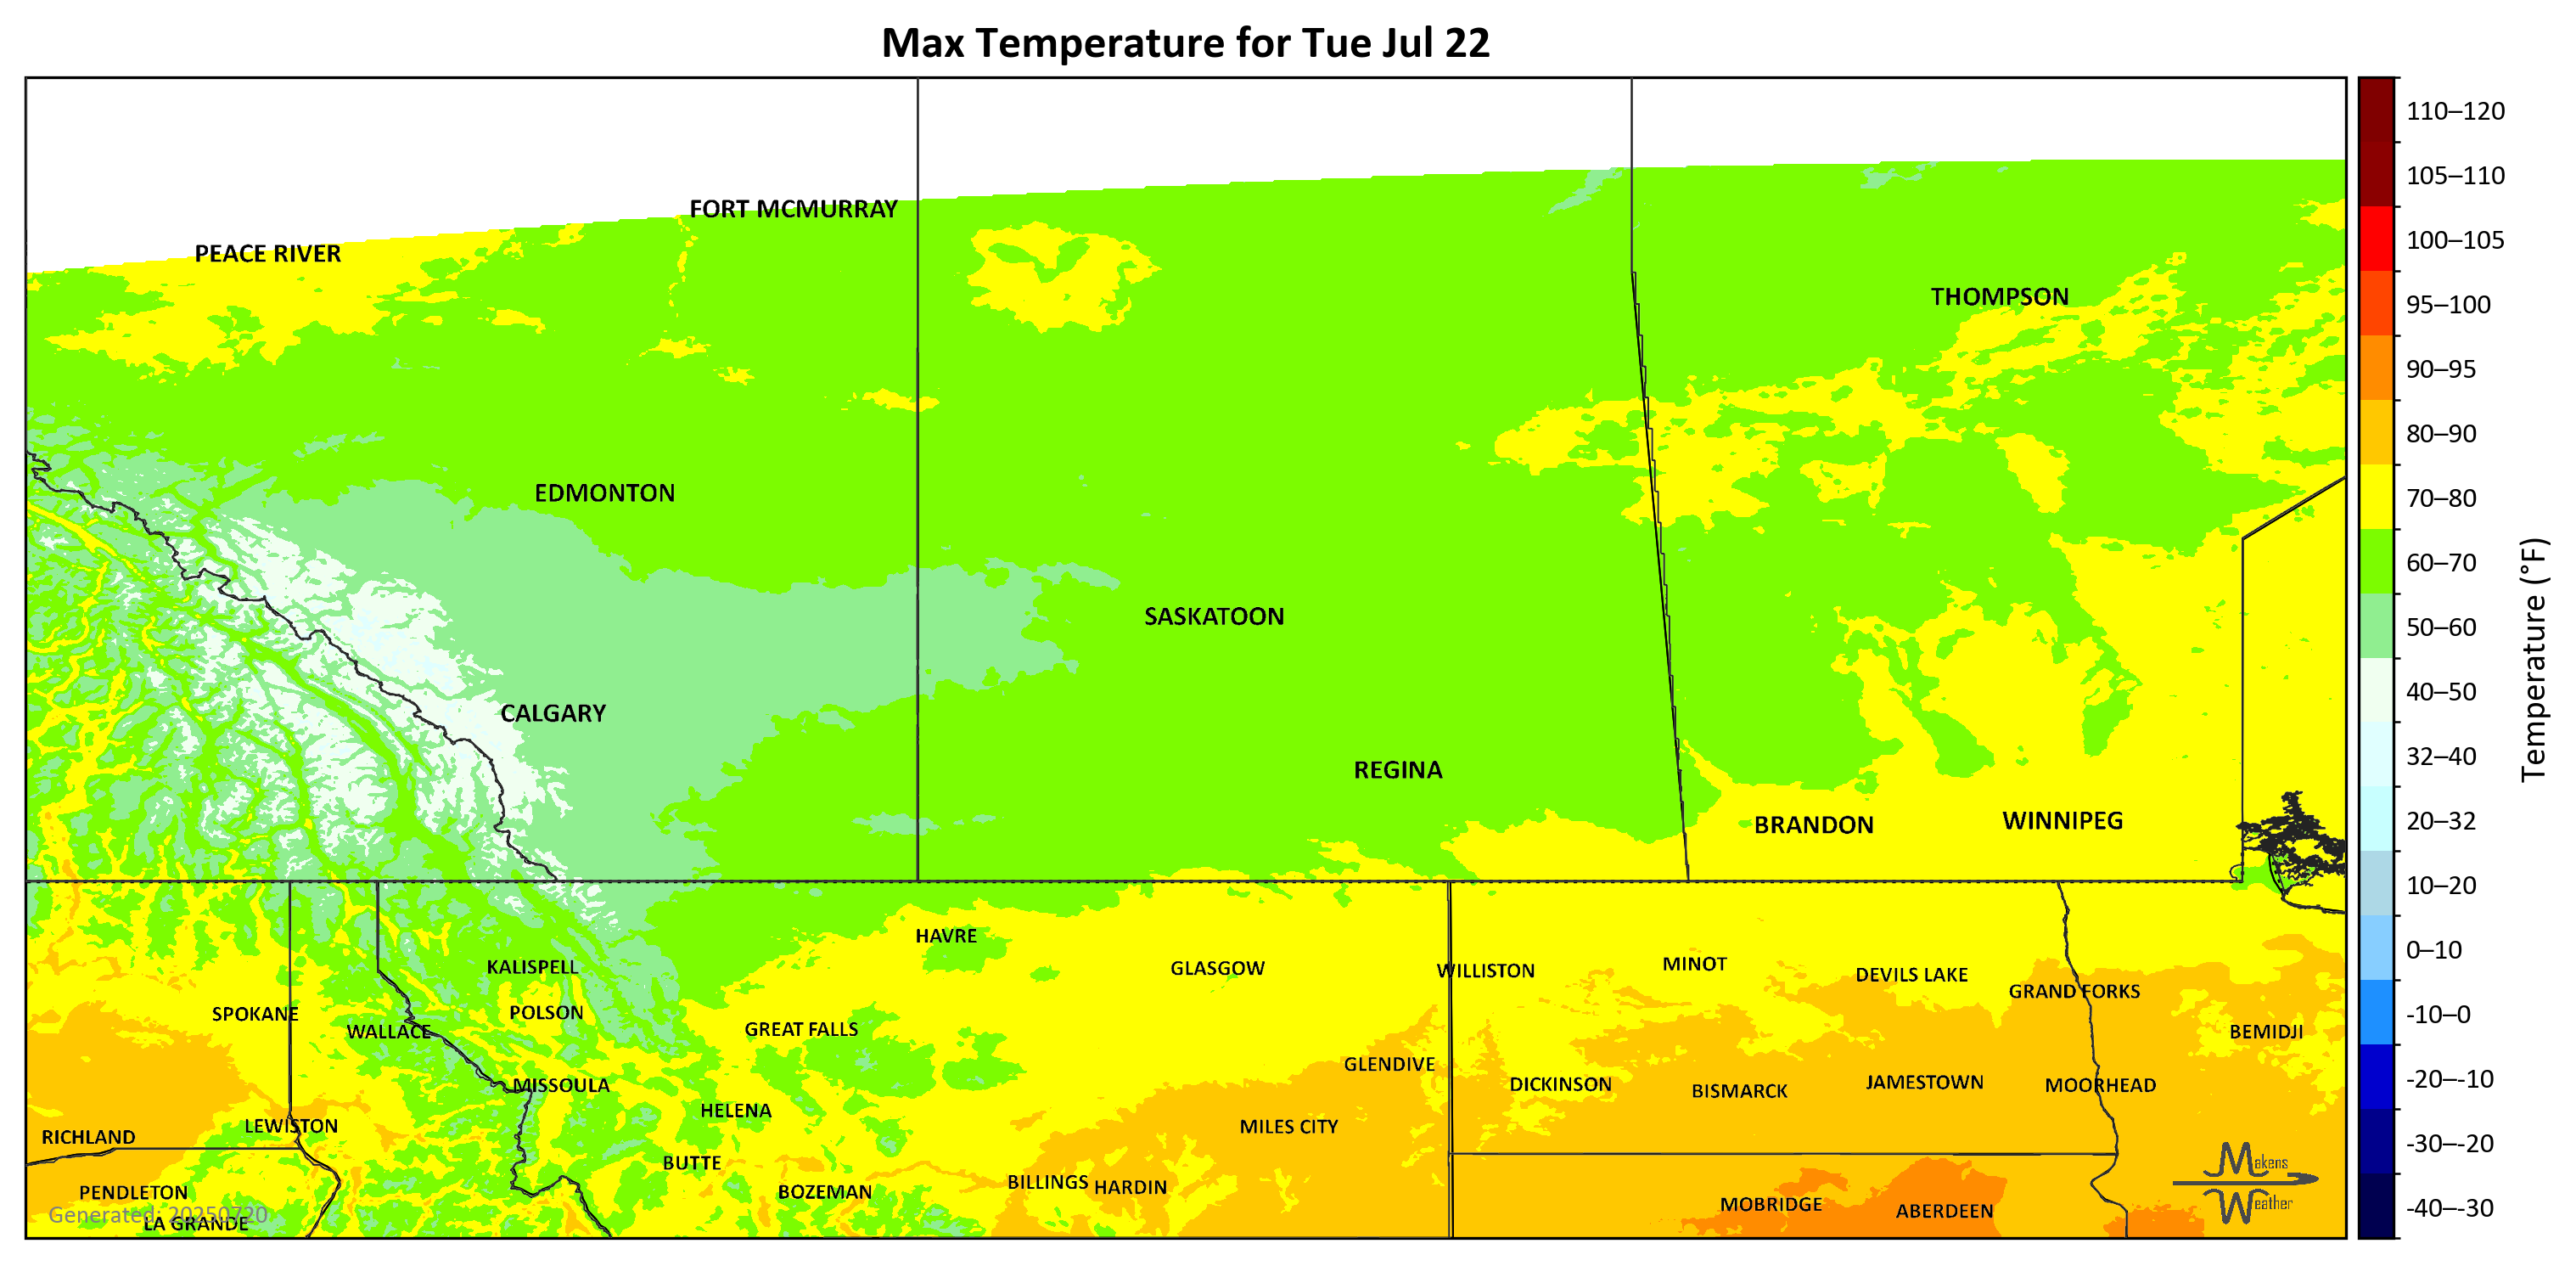 Max Temperature for Tue Jul 22
110–120
105–110
100–105
95–100
90–95
80–90
70–80
60–70
50–60
40–50
32–40
20–32
10–20
0–10
-10–0
-20–-10
-30–-20
-40–-30
Temperature (°F)
FORT MCMURRAY
PEACE RIVER
THOMPSON
EDMONTON
SASKATOON
CALGARY
REGINA
BRANDON
WINNIPEG
HAVRE
KALISPELL
GLASGOW
WILLISTON
MINOT
DEVILS LAKE
GRAND FORKS
SPOKANE
POLSON
WALLACE
GREAT FALLS
BEMIDJI
GLENDIVE
MISSOULA
DICKINSON
BISMARCK
JAMESTOWN
MOORHEAD
HELENA
LEWISTON
MILES CITY
RICHLAND
BUTTE
PENDLETON
BOZEMAN
BILLINGS
HARDIN
MOBRIDGE
ABERDEEN
LA GRANDE
Generated: 20250720
Makens
Weather